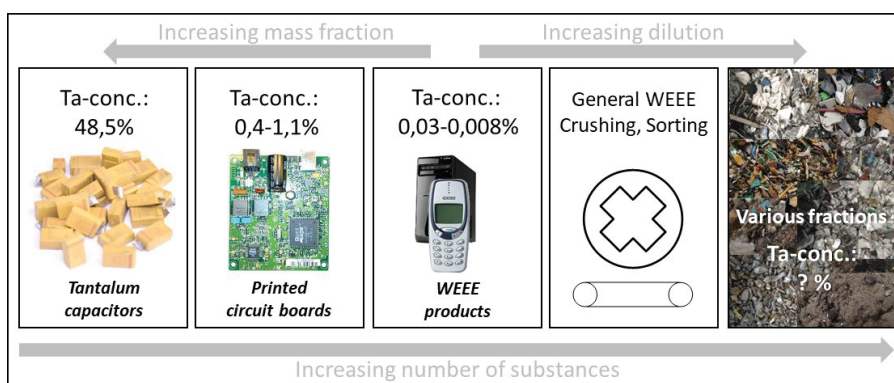 Increasing mass fraction
Increasing dilution
Ta-conc.:
48,5%
Tantalum
capacitors
Ta-conc.:
0,4-1,1%
Printed
circuit boards
Ta-conc.:
0,03-0,008%
WEEE
products
General WEEE
Crushing, Sorting
Various fractions
Ta-conc.:
? %
Increasing number of substances